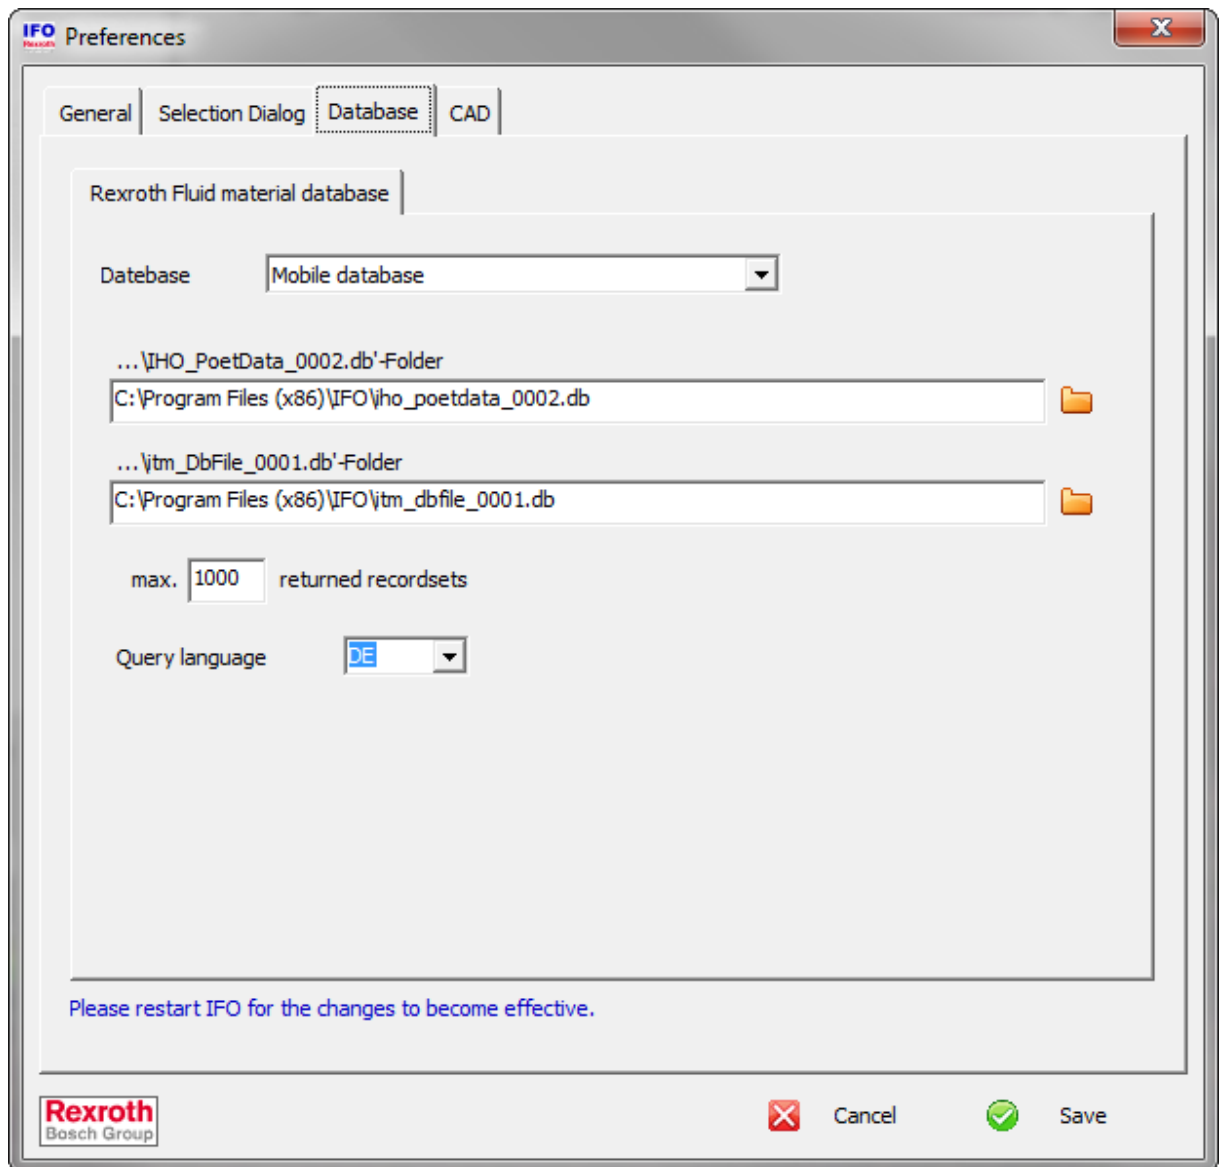 IFO
Rexroth
Preferences
X
General Selection Dialog Database CAD
Rexroth Fluid material database
Datebase Mobile database
...\IHO_PoetData_0002.db'-Folder
C:\Program Files (x86)\IFO\iho_poetdata_0002.db
...\itm_DbFile_0001.db'-Folder
C:\Program Files (x86)\IFO\itm_dbfile_0001.db
max. 1000 returned recordsets
Query language DE
Please restart IFO for the changes to become effective.
Rexroth
Bosch Group
Cancel Save